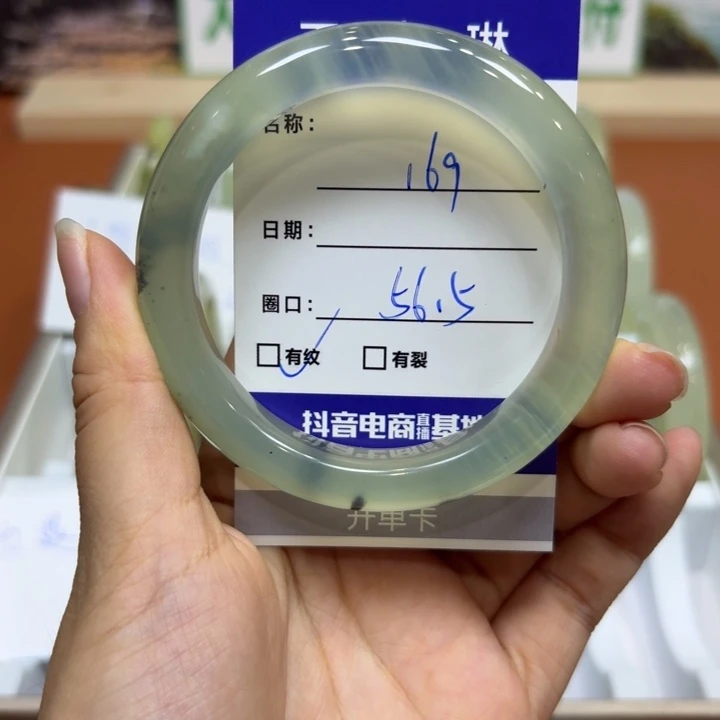 琳
名称：
169
日期：
圈口：56.5
有纹 有裂
抖音电商直播基地
开单卡